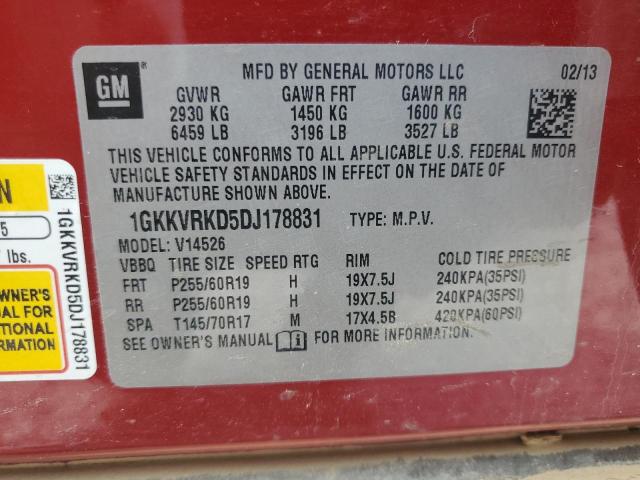 GM
®
MFD BY GENERAL MOTORS LLC 02/13
GVWR GAWR FRT GAWR RR
2930 KG 1450 KG 1600 KG
6459 LB 3196 LB 3527 LB
THIS VEHICLE CONFORMS TO ALL APPLICABLE U.S. FEDERAL MOTOR
VEHICLE SAFETY STANDARDS IN EFFECT ON THE DATE OF
MANUFACTURE SHOWN ABOVE.
1GKKVRKD5DJ178831 TYPE: M.P.V.
MODEL: V14526
VBBQ TIRE SIZE SPEED RTG RIM COLD TIRE PRESSURE
FRT P255/60R19 H 19X7.5J 240KPA(35PSI)
RR P255/60R19 H 19X7.5J 240KPA(35PSI)
SPA T145/70R17 M 17X4.5B 420KPA(60PSI)
SEE OWNER'S MANUAL FOR MORE INFORMATION.
N
5
lbs.
OWNER'S
UAL FOR
TIONAL
RMATION
1GKKVRKD5DJ178831